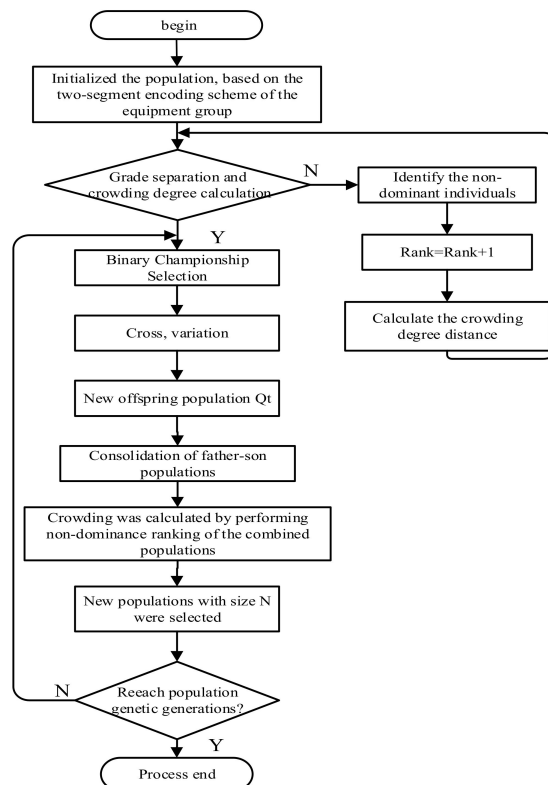 begin
Initialized the population, based on the
two-segment encoding scheme of the
equipment group
Grade separation and
crowding degree calculation
N
Identify the non-
dominant individuals
Y
Rank=Rank+1
Binary Championship
Selection
Calculate the crowding
degree distance
Cross, variation
New offspring population Qt
Consolidation of father-son
populations
Crowding was calculated by performing
non-dominance ranking of the combined
populations
New populations with size N
were selected
N
Reeach population
genetic generations?
Y
Process end